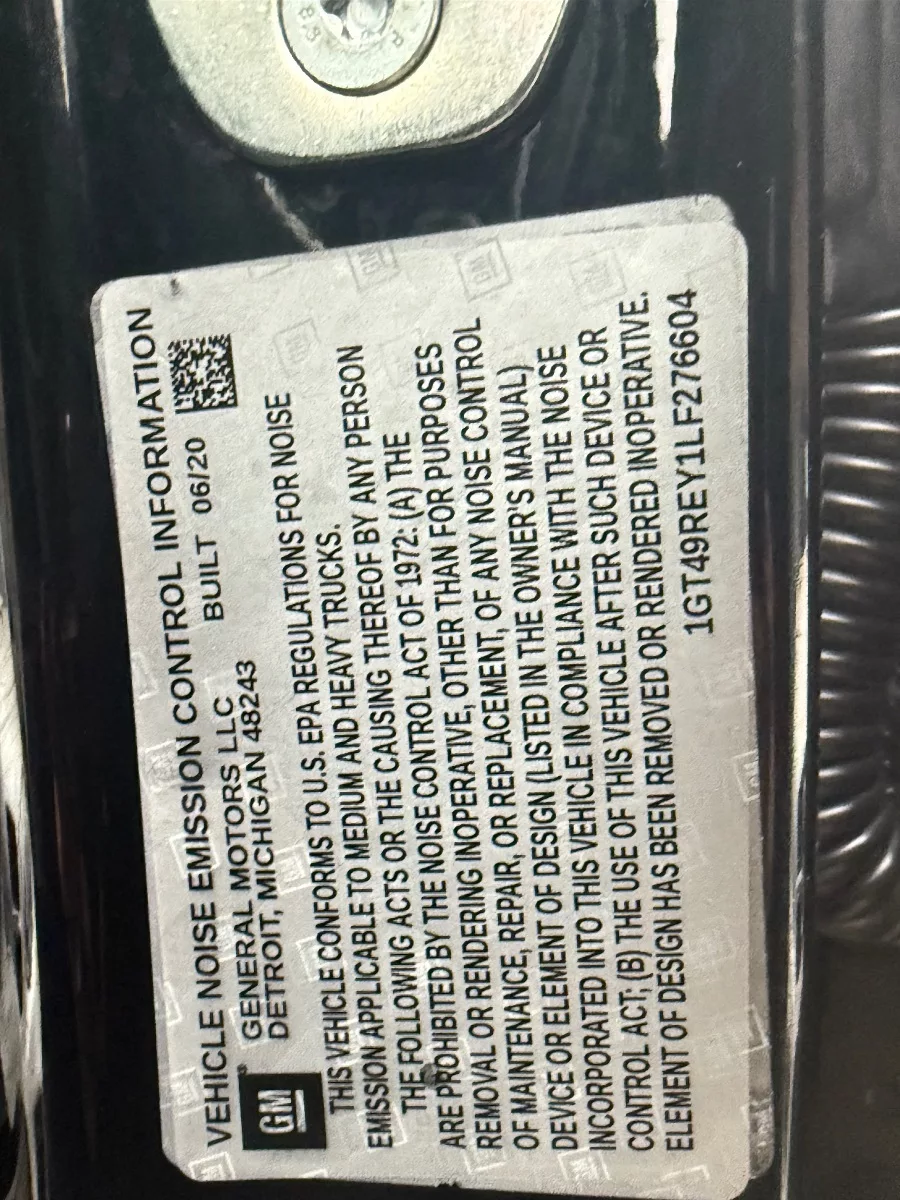 VEHICLE NOISE EMISSION CONTROL INFORMATION
GM
GENERAL MOTORS LLC BUILT 06/20
DETROIT, MICHIGAN 48243
THIS VEHICLE CONFORMS TO U.S. EPA REGULATIONS FOR NOISE
EMISSION APPLICABLE TO MEDIUM AND HEAVY TRUCKS.
THE FOLLOWING ACTS OR THE CAUSING THEREOF BY ANY PERSON
ARE PROHIBITED BY THE NOISE CONTROL ACT OF 1972: (A) THE
REMOVAL OR RENDERING INOPERATIVE, OTHER THAN FOR PURPOSES
OF MAINTENANCE, REPAIR, OR REPLACEMENT, OF ANY NOISE CONTROL
DEVICE OR ELEMENT OF DESIGN (LISTED IN THE OWNER'S MANUAL)
INCORPORATED INTO THIS VEHICLE IN COMPLIANCE WITH THE NOISE
CONTROL ACT; (B) THE USE OF THIS VEHICLE AFTER SUCH DEVICE OR
ELEMENT OF DESIGN HAS BEEN REMOVED OR RENDERED INOPERATIVE.
1GT49REY1LF276604
8.8